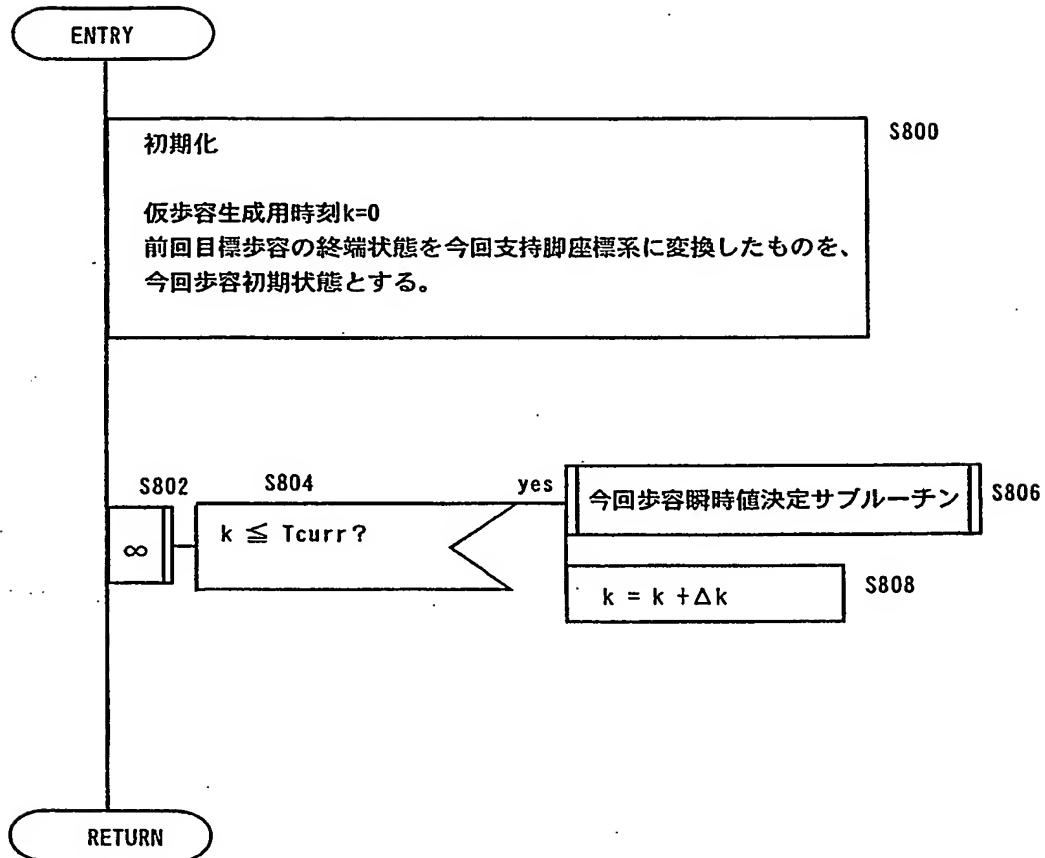 ENTRY
初期化
S800
仮歩容生成用時刻k=0
前回目標歩容の終端状態を今回支持脚座標系に変換したものを、
今回歩容初期状態とする。
S802
∞
S804
k ≦ Tcurr?
yes
今回歩容瞬時値決定サブルーチン
S806
k = k +Δk
S808
RETURN